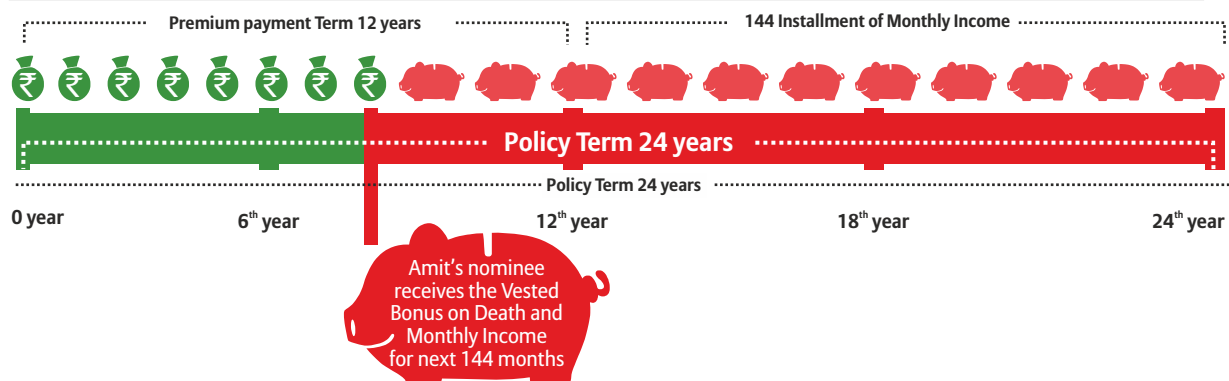 Premium payment Term 12 years
144 Installment of Monthly Income
₹ ₹ ₹ ₹ ₹ ₹ ₹ ₹
Policy Term 24 years
Policy Term 24 years
0 year
6th year
12th year
18th year
24th year
Amit's nominee
receives the Vested
Bonus on Death and
Monthly Income
for next 144 months